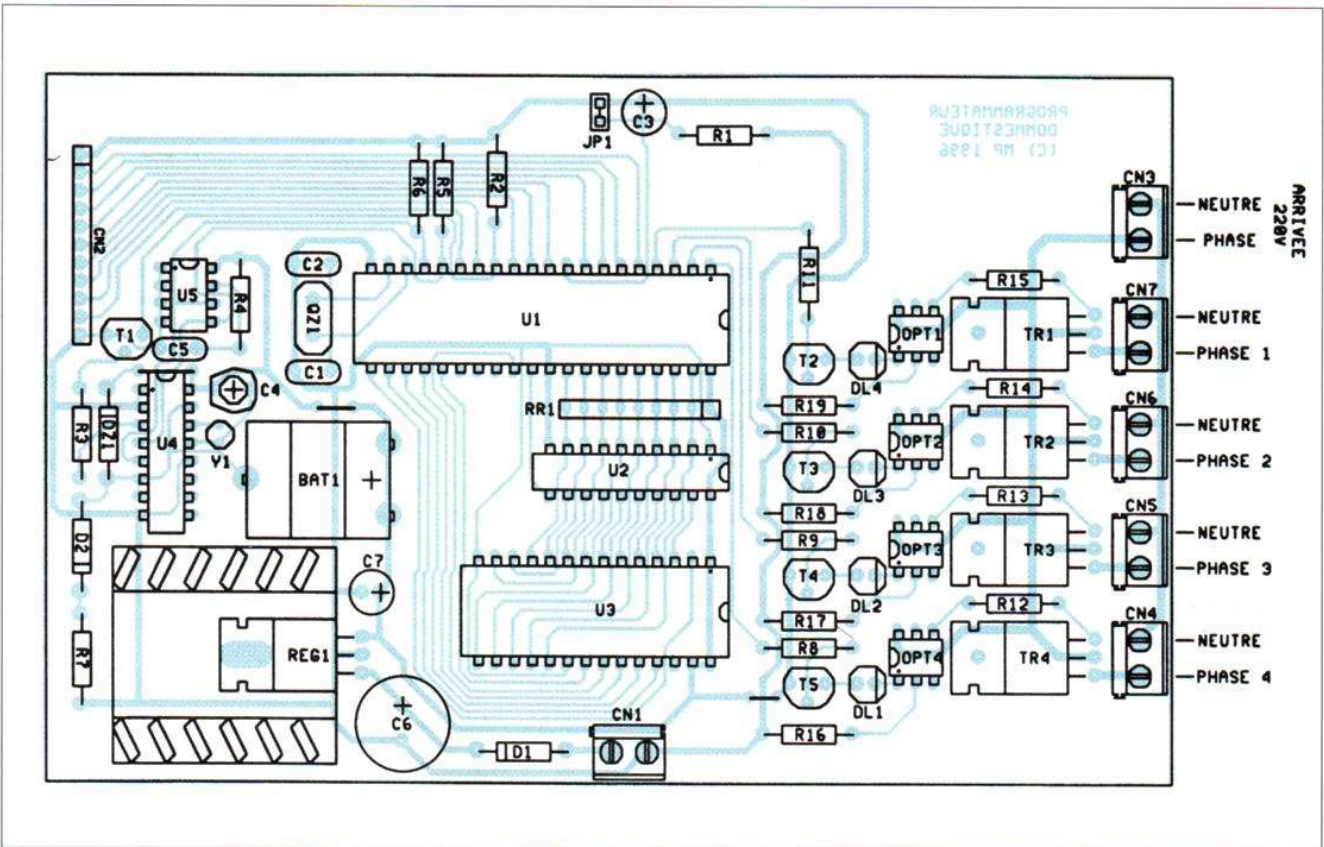 PROGRAMMATEUR
DOMMESTIQUE
(C) MP 1996
JP1
C3
R1
R6
R5
R2
CN3
NEUTRE
PHASE
ARRIVEE
220V
CN2
C2
U5
R4
QZ1
U1
R11
R15
CN7
OPT1
TR1
NEUTRE
PHASE 1
T1
C5
C1
T2
DL4
R14
CN6
C4
RR1
R19
R3
DZ1
U4
Y1
R10
OPT2
TR2
NEUTRE
PHASE 2
BAT1
U2
T3
DL3
R13
CN5
D2
R18
R9
OPT3
TR3
NEUTRE
PHASE 3
C7
T4
DL2
R12
CN4
U3
R17
R7
REG1
R8
OPT4
TR4
NEUTRE
PHASE 4
C6
T5
DL1
CN1
D1
R16